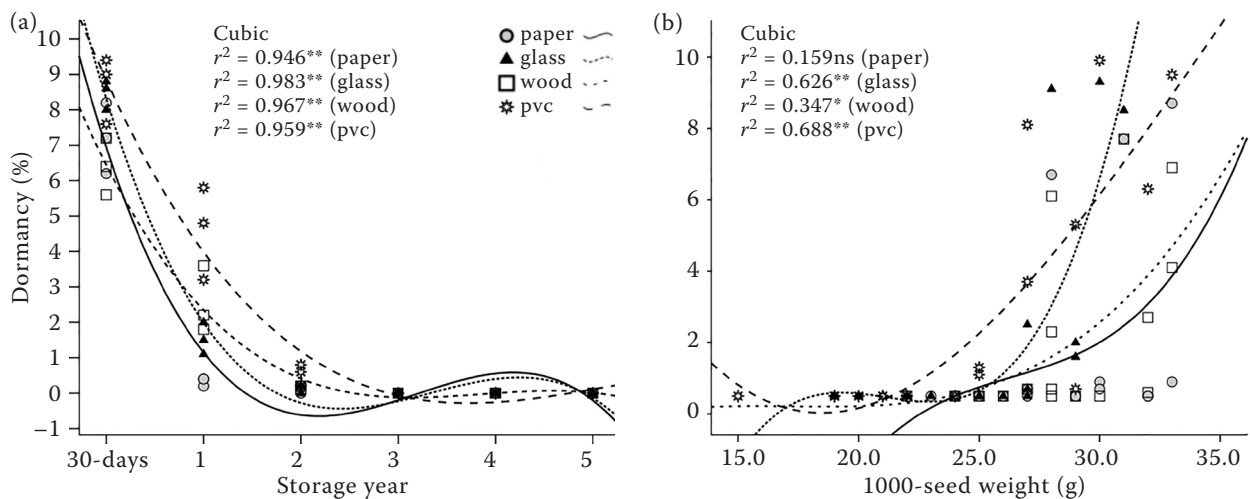 (a)
Cubic
r² = 0.946** (paper)
r² = 0.983** (glass)
r² = 0.967** (wood)
r² = 0.959** (pvc)
paper
glass
wood
pvc
Dormancy (%)
10
9
8
7
6
5
4
3
2
1
0
−1
30-days 1 2 3 4 5
Storage year
(b)
Cubic
r² = 0.159ns (paper)
r² = 0.626** (glass)
r² = 0.347* (wood)
r² = 0.688** (pvc)
10
8
6
4
2
0
15.0 20.0 25.0 30.0 35.0
1000-seed weight (g)